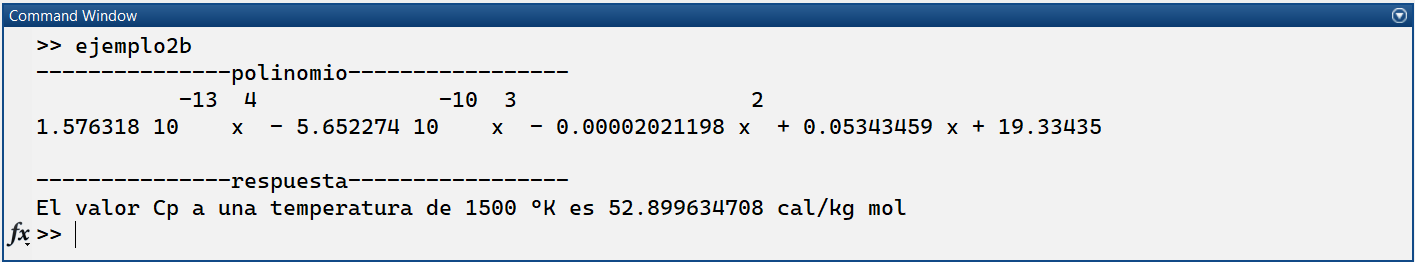 Command Window
>> ejemplo2b
---------------polinomio-----------------
           -13  4              -10  3                  2
1.576318 10    x  - 5.652274 10    x  - 0.00002021198 x  + 0.05343459 x + 19.33435
---------------respuesta-----------------
El valor Cp a una temperatura de 1500 ºK es 52.899634708 cal/kg mol
fx >>